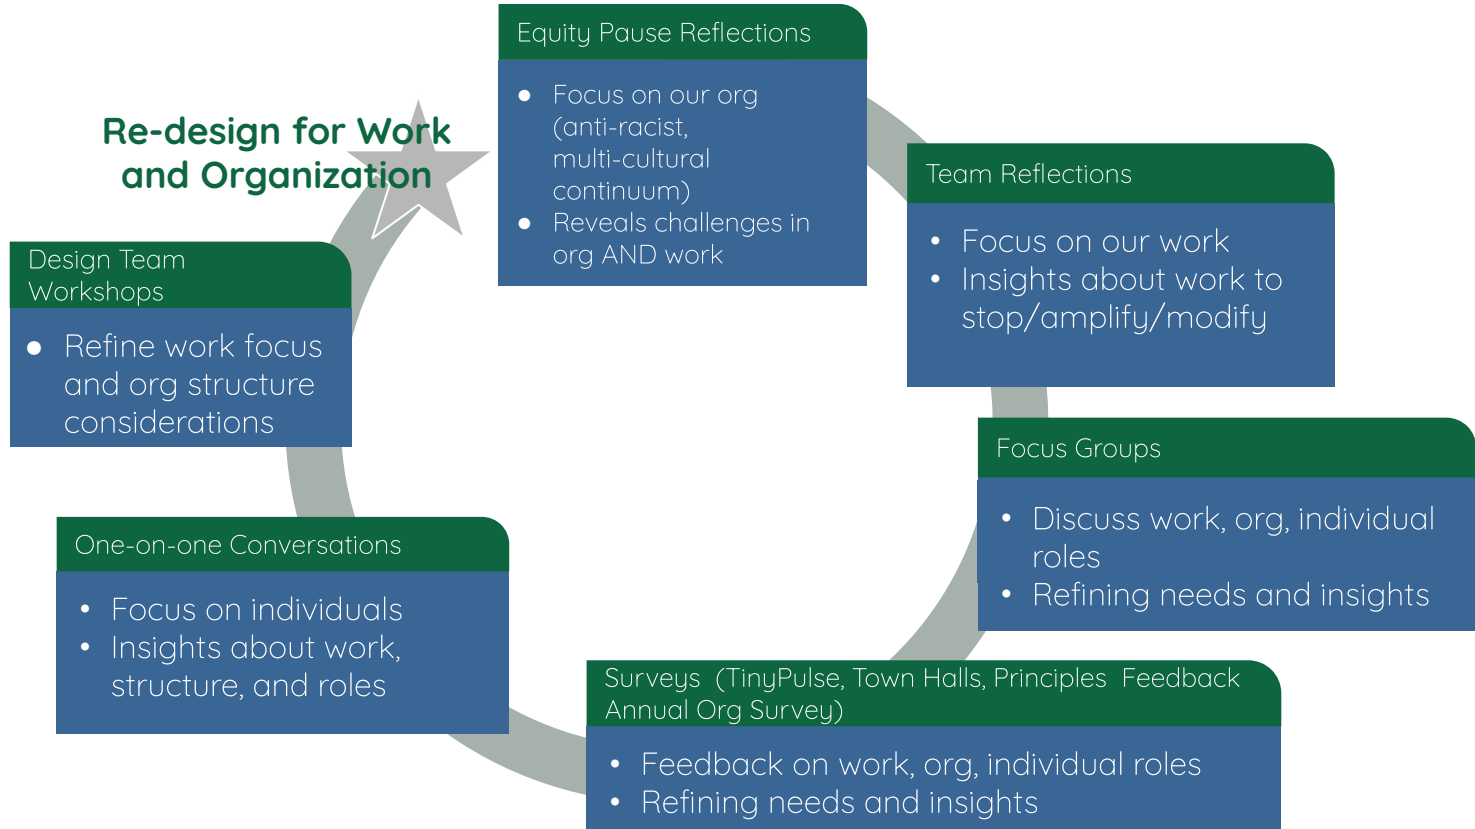 Re-design for Work
and Organization
Equity Pause Reflections
● Focus on our org
(anti-racist,
multi-cultural
continuum)
● Reveals challenges in
org AND work
Team Reflections
• Focus on our work
• Insights about work to
stop/amplify/modify
Focus Groups
• Discuss work, org, individual
roles
• Refining needs and insights
Surveys (TinyPulse, Town Halls, Principles Feedback
Annual Org Survey)
• Feedback on work, org, individual roles
• Refining needs and insights
One-on-one Conversations
• Focus on individuals
• Insights about work,
structure, and roles
Design Team
Workshops
● Refine work focus
and org structure
considerations